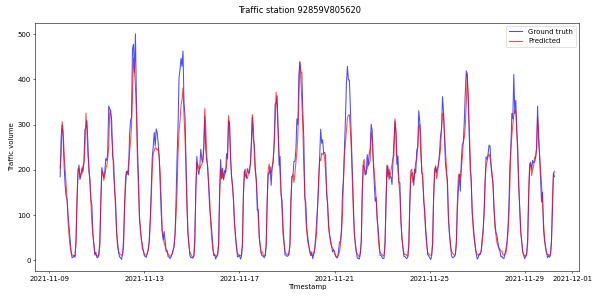 Traffic station 92859V805620
Ground truth
Predicted
Traffic volume
500
400
300
200
100
0
2021-11-09
2021-11-13
2021-11-17
2021-11-21
2021-11-25
2021-11-29
2021-12-01
Timestamp